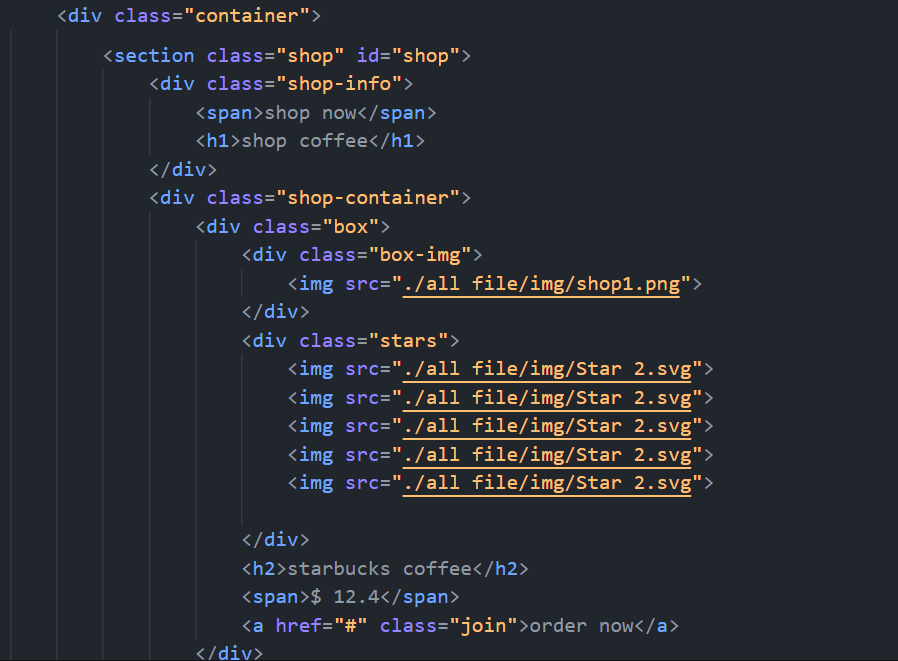 <div class="container">
<section class="shop" id="shop">
<div class="shop-info">
<span>shop now</span>
<h1>shop coffee</h1>
</div>
<div class="shop-container">
<div class="box">
<div class="box-img">
<img src="./all file/img/shop1.png">
</div>
<div class="stars">
<img src="./all file/img/Star 2.svg">
<img src="./all file/img/Star 2.svg">
<img src="./all file/img/Star 2.svg">
<img src="./all file/img/Star 2.svg">
<img src="./all file/img/Star 2.svg">
</div>
<h2>starbucks coffee</h2>
<span>$ 12.4</span>
<a href="#" class="join">order now</a>
</div>